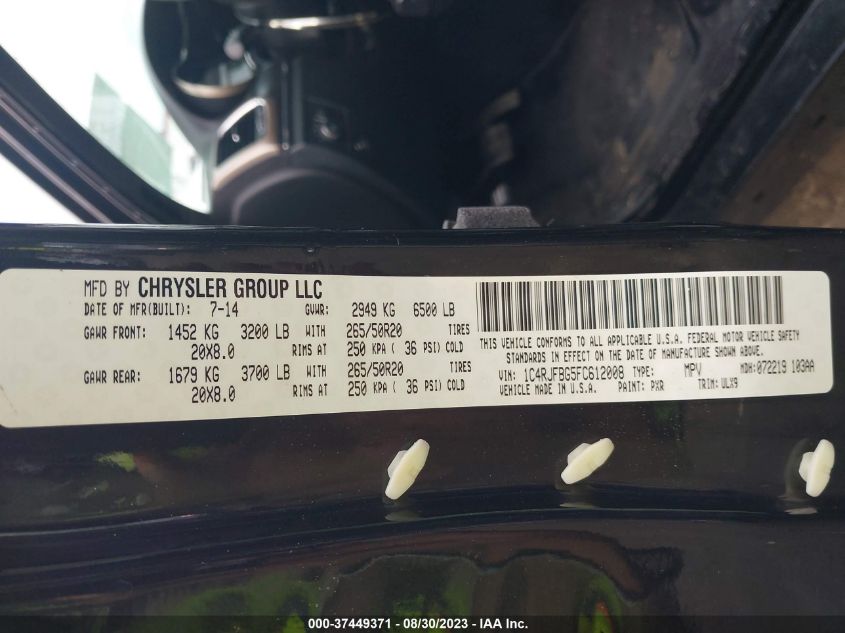 MFD BY CHRYSLER GROUP LLC
DATE OF MFR(BUILT): 7-14 GVWR: 2949 KG 6500 LB
GAWR FRONT: 1452 KG 3200 LB WITH 265/50R20 TIRES
20X8.0 RIMS AT 250 KPA ( 36 PSI) COLD
GAWR REAR: 1679 KG 3700 LB WITH 265/50R20 TIRES
20X8.0 RIMS AT 250 KPA ( 36 PSI) COLD
THIS VEHICLE CONFORMS TO ALL APPLICABLE U.S.A. FEDERAL MOTOR VEHICLE SAFETY
STANDARDS IN EFFECT ON THE DATE OF MANUFACTURE SHOWN ABOVE.
VIN: 1C4RJFBG5FC612008 TYPE: MPV MDH: 072219 103AA
VEHICLE MADE IN U.S.A. PAINT: PXR TRIM: ULX9
000-37449371 - 08/30/2023 - IAA Inc.